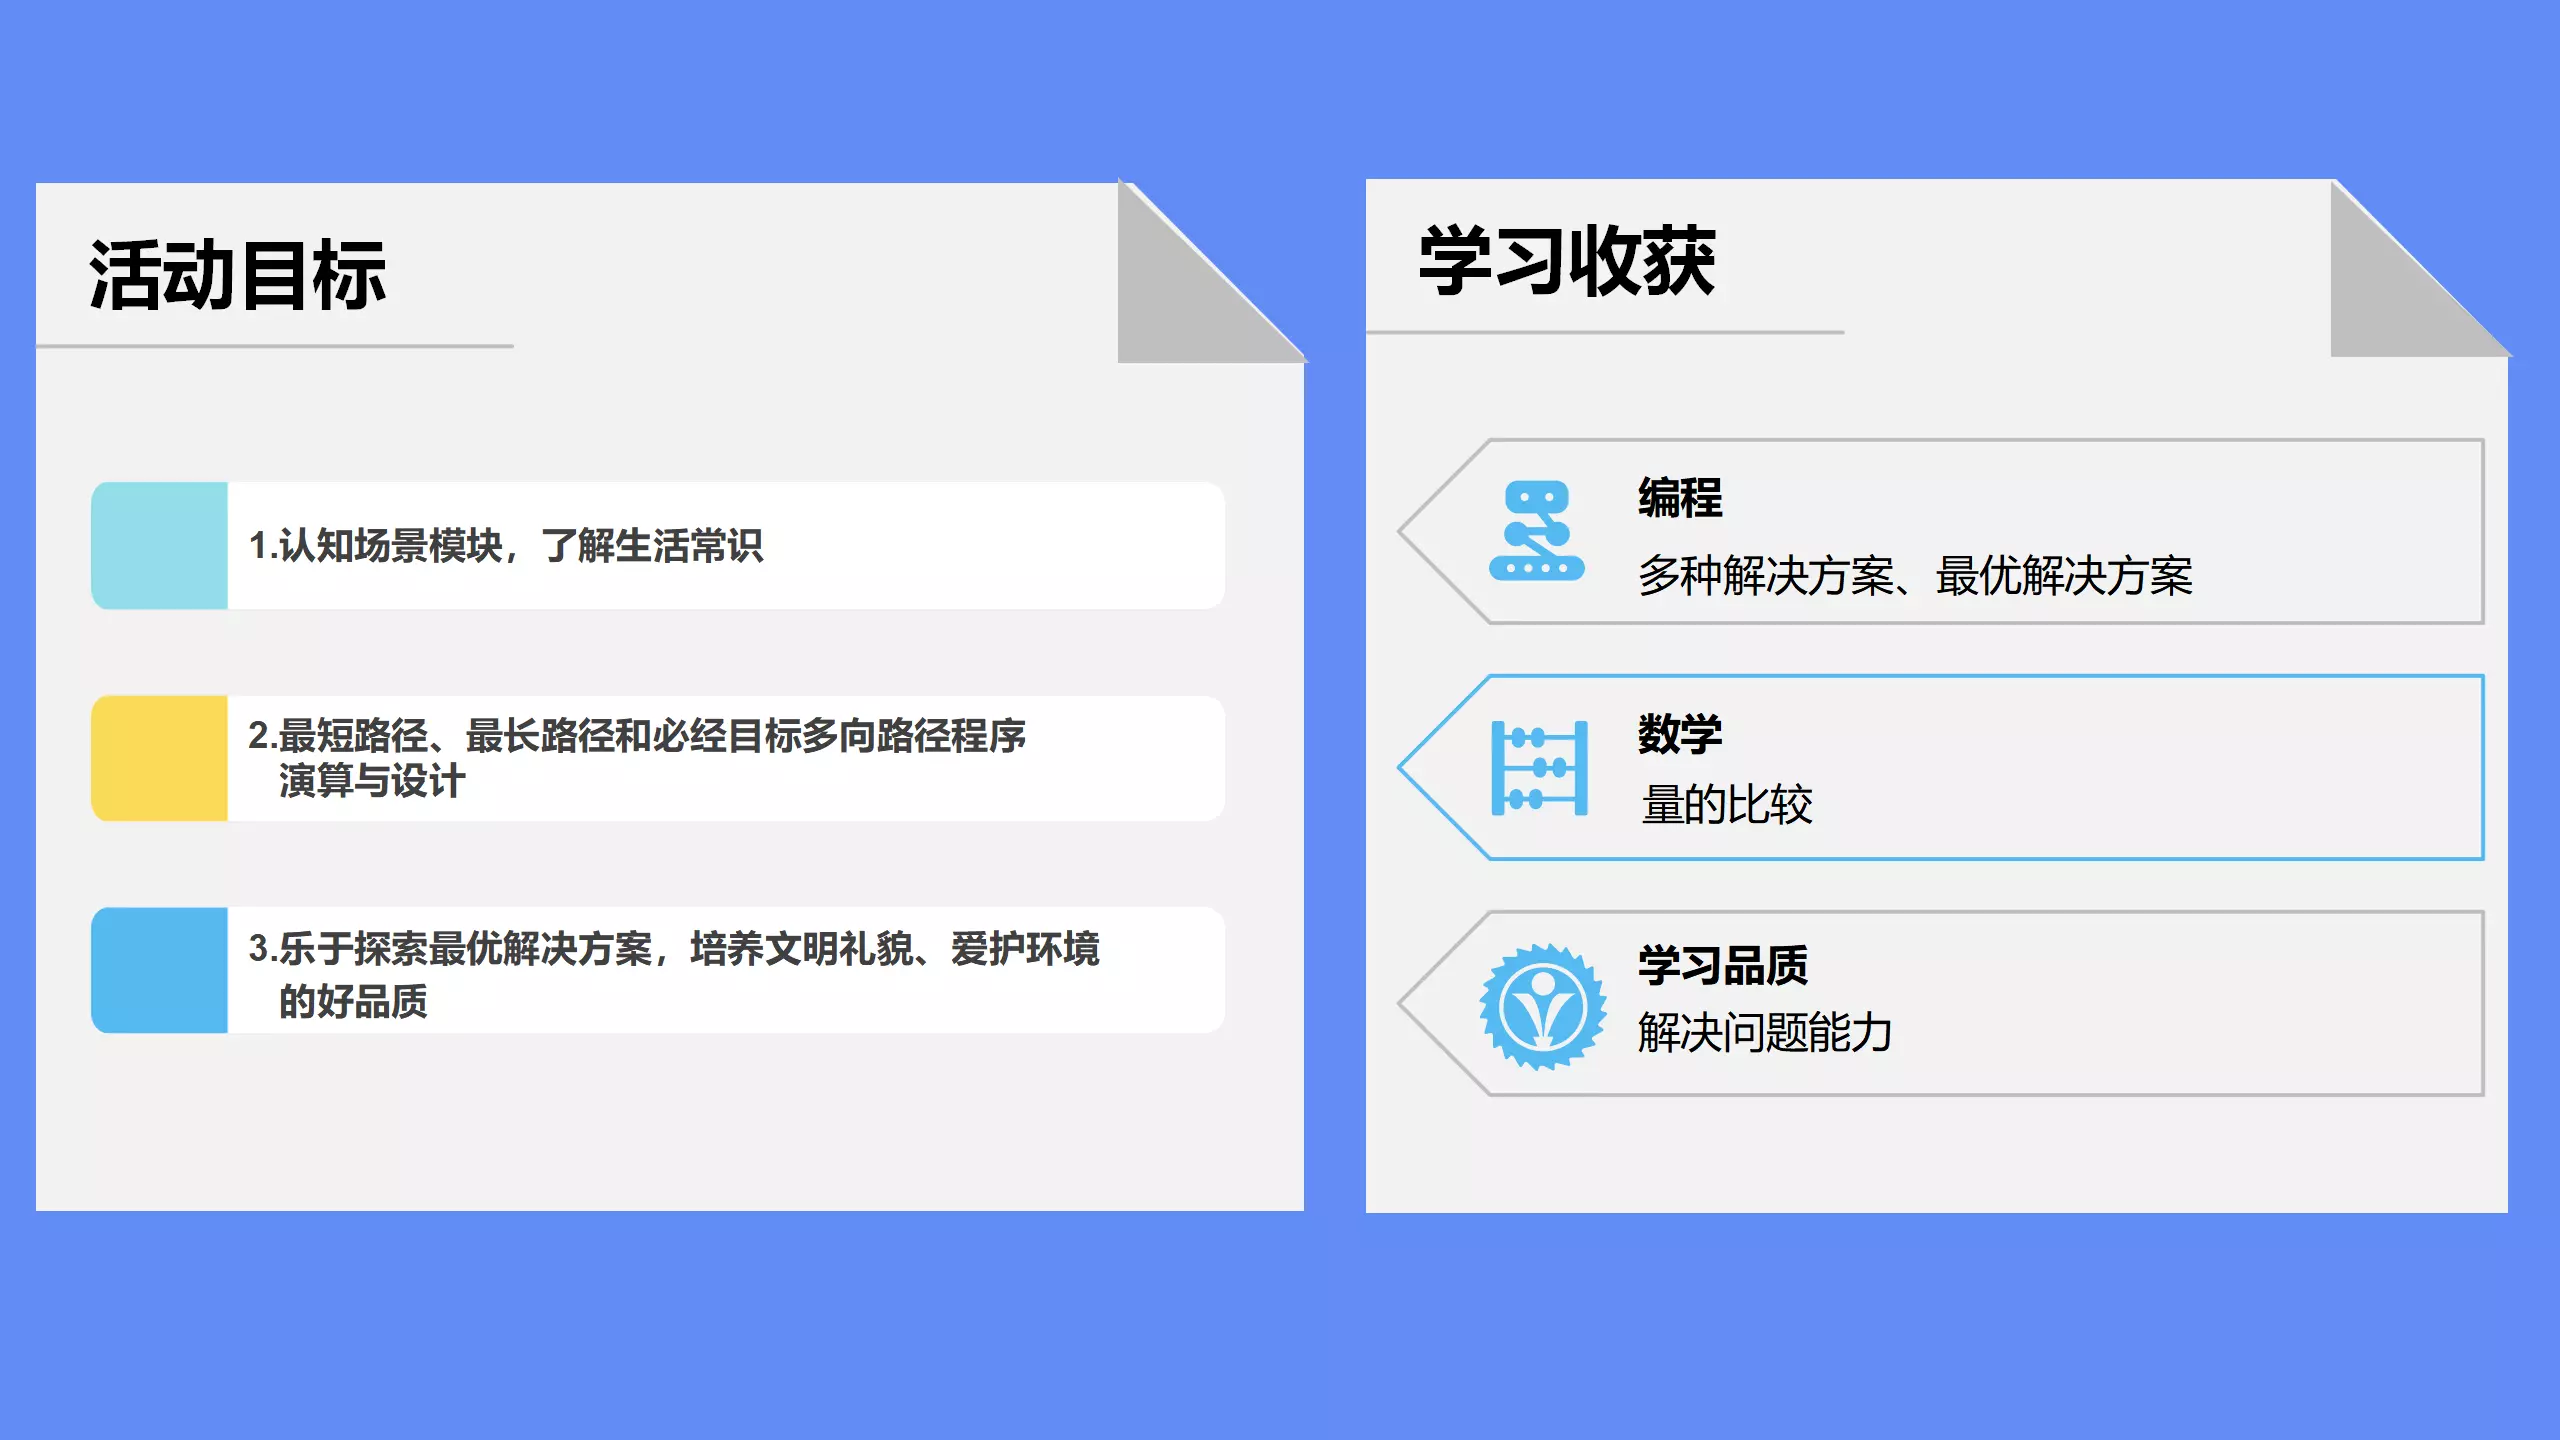 活动目标
1.认知场景模块，了解生活常识
2.最短路径、最长路径和必经目标多向路径程序
演算与设计
3.乐于探索最优解决方案，培养文明礼貌、爱护环境
的好品质
学习收获
编程
多种解决方案、最优解决方案
数学
量的比较
学习品质
解决问题能力